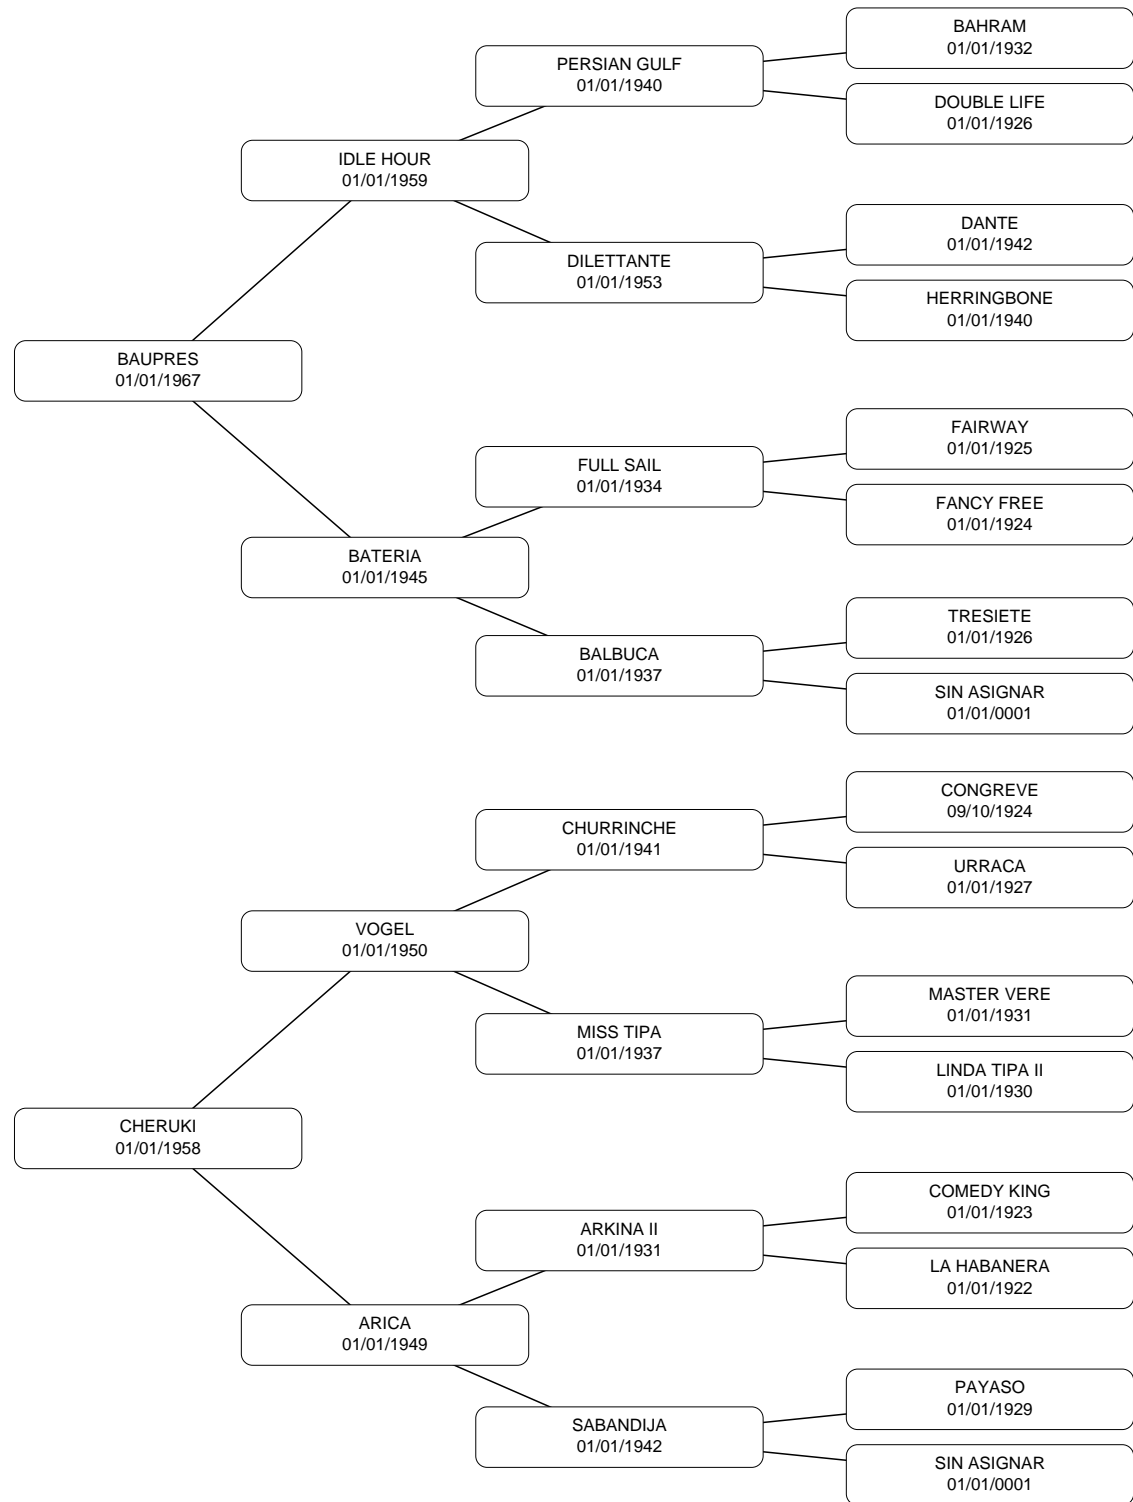 BAHRAM
01/01/1932
PERSIAN GULF
01/01/1940
DOUBLE LIFE
01/01/1926
IDLE HOUR
01/01/1959
DANTE
01/01/1942
DILETTANTE
01/01/1953
HERRINGBONE
01/01/1940
BAUPRES
01/01/1967
FAIRWAY
01/01/1925
FULL SAIL
01/01/1934
FANCY FREE
01/01/1924
BATERIA
01/01/1945
TRESIETE
01/01/1926
BALBUCA
01/01/1937
SIN ASIGNAR
01/01/0001
CONGREVE
09/10/1924
CHURRINCHE
01/01/1941
URRACA
01/01/1927
VOGEL
01/01/1950
MASTER VERE
01/01/1931
MISS TIPA
01/01/1937
LINDA TIPA II
01/01/1930
CHERUKI
01/01/1958
COMEDY KING
01/01/1923
ARKINA II
01/01/1931
LA HABANERA
01/01/1922
ARICA
01/01/1949
PAYASO
01/01/1929
SABANDIJA
01/01/1942
SIN ASIGNAR
01/01/0001